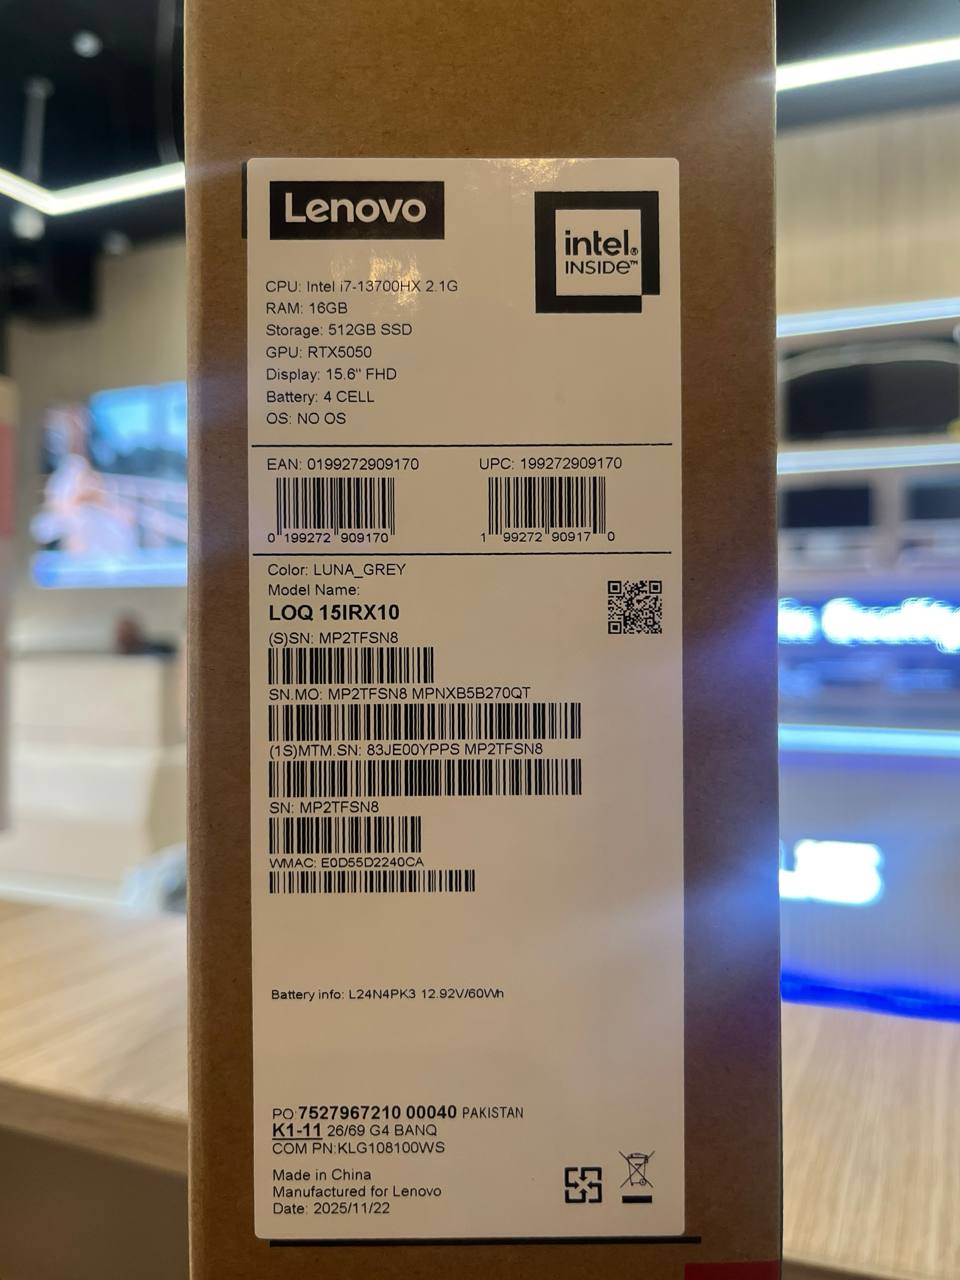 Lenovo
intel.®
INSIDE™
CPU: Intel i7-13700HX 2.1G
RAM: 16GB
Storage: 512GB SSD
GPU: RTX5050
Display: 15.6" FHD
Battery: 4 CELL
OS: NO OS
EAN: 0199272909170
UPC: 199272909170
0 199272 909170
1 99272 90917 0
Color: LUNA_GREY
Model Name:
LOQ 15IRX10
(S)SN: MP2TFSN8
SN.MO: MP2TFSN8 MPNXB5B270QT
(1S)MTM.SN: 83JE00YPPS MP2TFSN8
SN: MP2TFSN8
WMAC: E0D55D2240CA
Battery info: L24N4PK3 12.92V/60Wh
PO:7527967210 00040 PAKISTAN
K1-11 26/69 G4 BANQ
COM PN:KLG108100WS
Made in China
Manufactured for Lenovo
Date: 2025/11/22